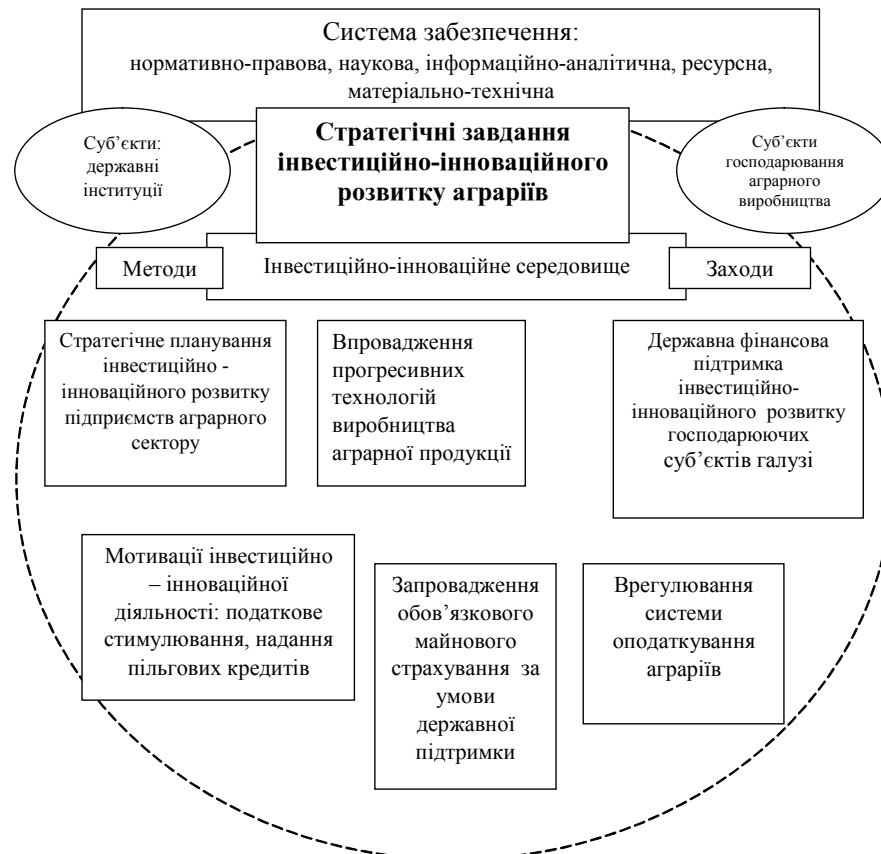 Система забезпечення:
нормативно-правова, наукова, інформаційно-аналітична, ресурсна,
матеріально-технічна
Суб’єкти:
державні
інституції
Стратегічні завдання
інвестиційно-інноваційного
розвитку аграріїв
Суб’єкти
господарювання
аграрного
виробництва
Методи
Інвестиційно-інноваційне середовище
Заходи
Стратегічне планування
інвестиційно -
інноваційного розвитку
підприємств аграрного
сектору
Впровадження
прогресивних
технологій
виробництва
аграрної продукції
Державна фінансова
підтримка
інвестиційно-
інноваційного розвитку
господарюючих
суб’єктів галузі
Мотивації інвестиційно
– інноваційної
діяльності: податкове
стимулювання, надання
пільгових кредитів
Запровадження
обов’язкового
майнового
страхування за
умови
державної
підтримки
Врегулювання
системи
оподаткування
аграріїв